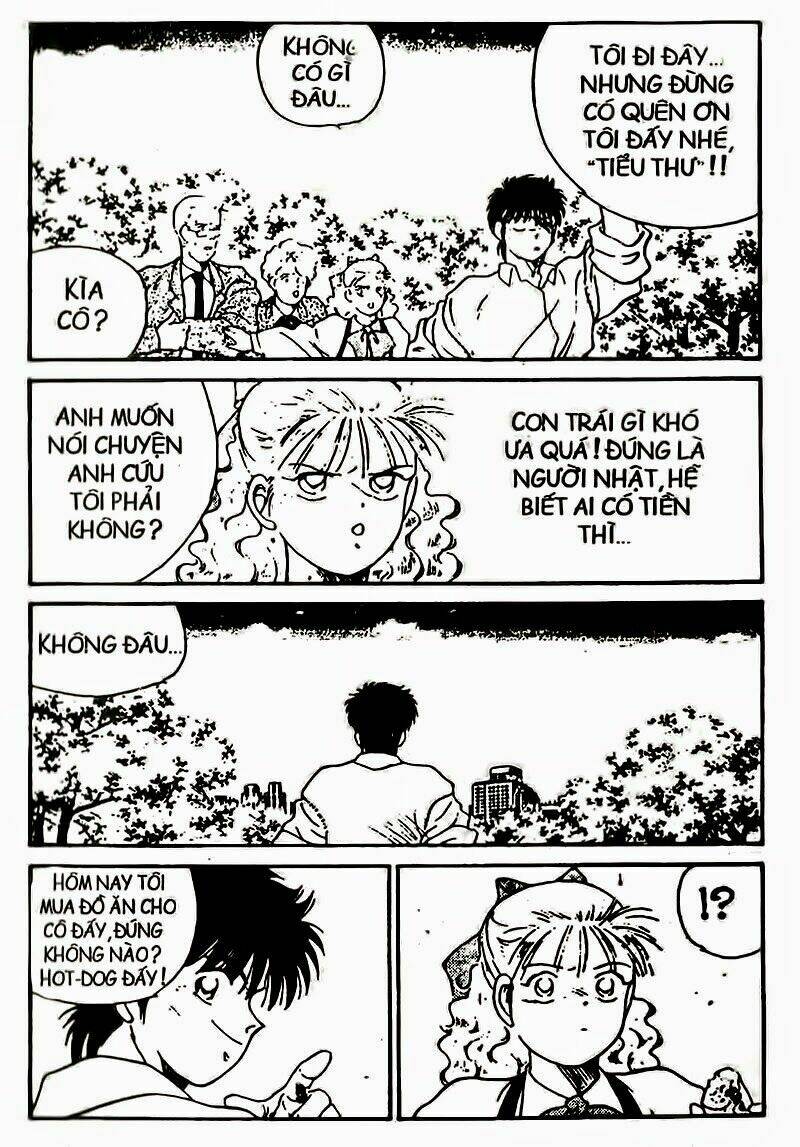 KHÔNG
CÓ GÌ
ĐÂU...
TÔI ĐI ĐÂY...
NHƯNG ĐỪNG
CÓ QUÊN ƠN
TÔI ĐẤY NHÉ,
"TIỂU THƯ"!!
KÌA
CÔ?
ANH MUỐN
NÓI CHUYỆN
ANH CỨU
TÔI PHẢI
KHÔNG?
CON TRÁI GÌ KHÓ
ƯA QUÁ! ĐÚNG LÀ
NGƯỜI NHẬT, HỄ
BIẾT AI CÓ TIỀN
THÌ...
KHÔNG ĐÂU...
HÔM NAY TÔI
MUA ĐỒ ĂN CHO
CÔ ĐẤY, ĐÚNG
KHÔNG NÀO?
HOT-DOG ĐẤY!
!?